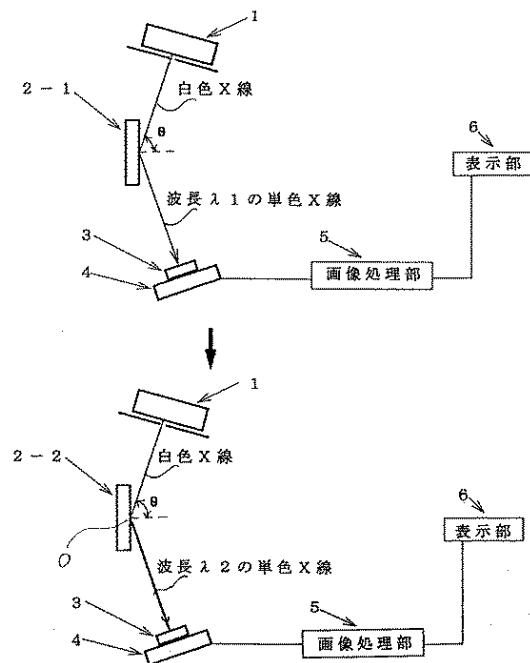 1
2-1
白色X線
θ
6
表示部
波長λ1の単色X線
3
5
4
画像処理部
1
2-2
白色X線
θ
6
表示部
O
波長λ2の単色X線
3
5
4
画像処理部